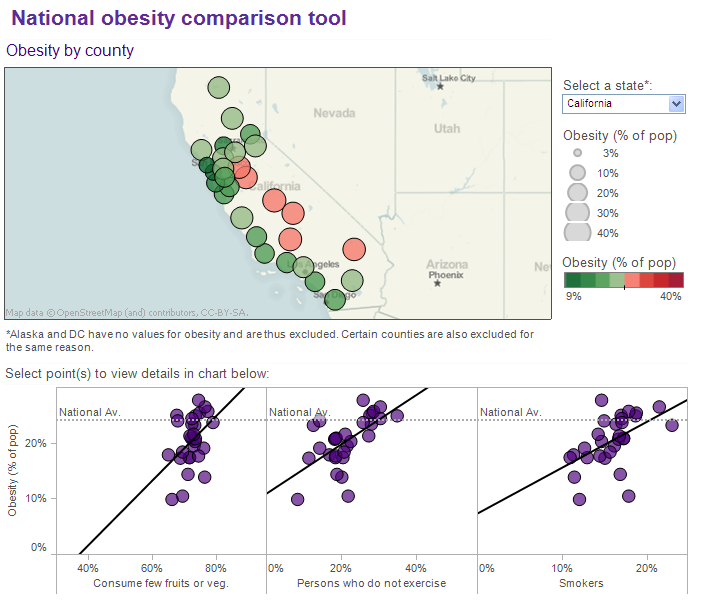 National obesity comparison tool
Obesity by county
Salt Lake City
Nevada
Utah
California
Arizona
Phoenix
Map data © OpenStreetMap (and) contributors, CC-BY-SA.
Select a state*:
California
Obesity (% of pop)
3%
10%
20%
30%
40%
Obesity (% of pop)
9% 40%
*Alaska and DC have no values for obesity and are thus excluded. Certain counties are also excluded for
the same reason.
Select point(s) to view details in chart below:
Obesity (% of pop)
20%
10%
0%
National Av.
National Av.
National Av.
40% 60% 80%
0% 20% 40%
0% 10% 20%
Consume few fruits or veg.
Persons who do not exercise
Smokers